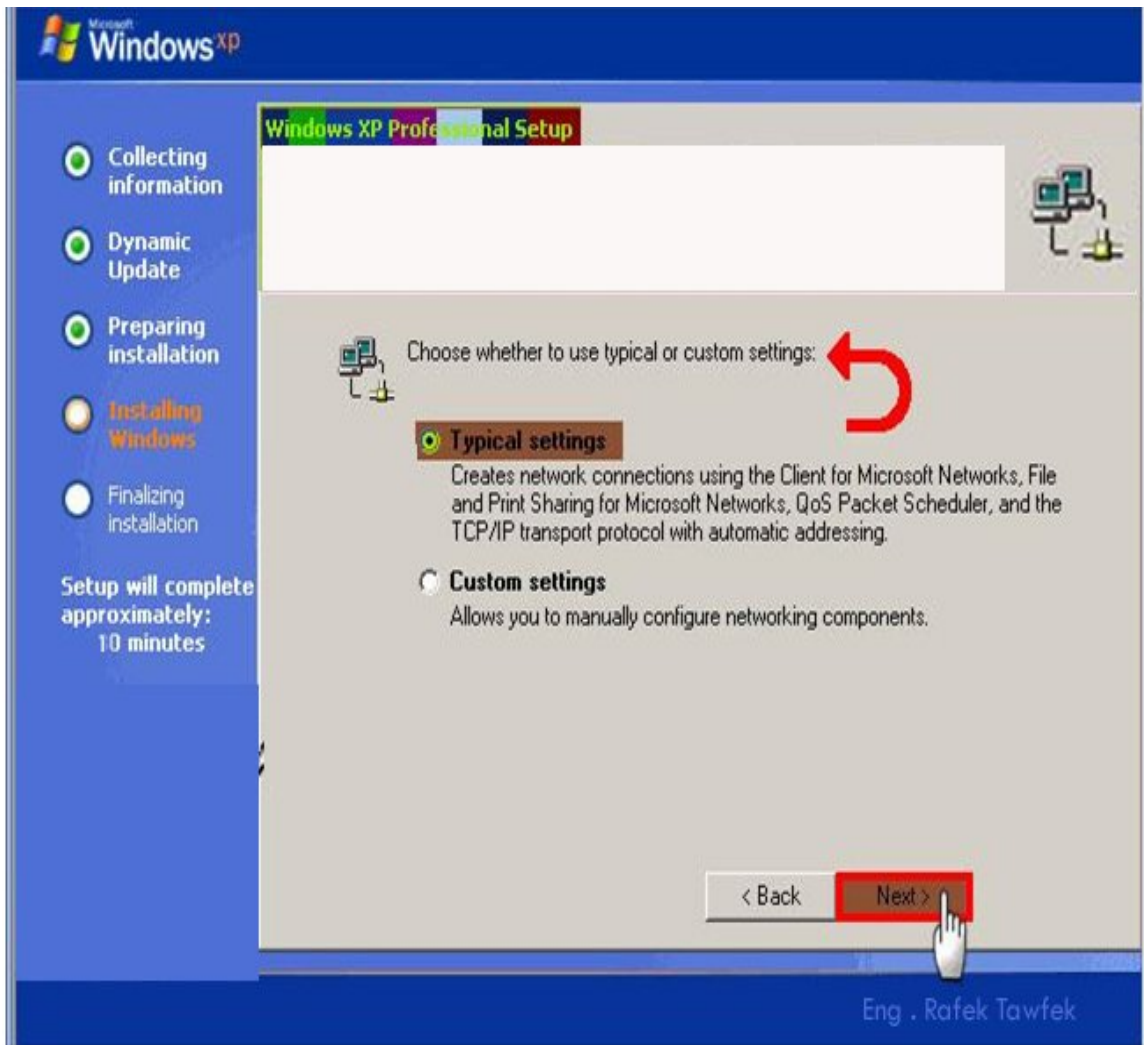 Microsoft
Windows xp
Collecting
information
Dynamic
Update
Preparing
installation
Installing
Windows
Finalizing
installation
Setup will complete
approximately:
10 minutes
Windows XP Professional Setup
Choose whether to use typical or custom settings:
Typical settings
Creates network connections using the Client for Microsoft Networks, File
and Print Sharing for Microsoft Networks, QoS Packet Scheduler, and the
TCP/IP transport protocol with automatic addressing.
Custom settings
Allows you to manually configure networking components.
< Back
Next >
Eng . Rafek Tawfek